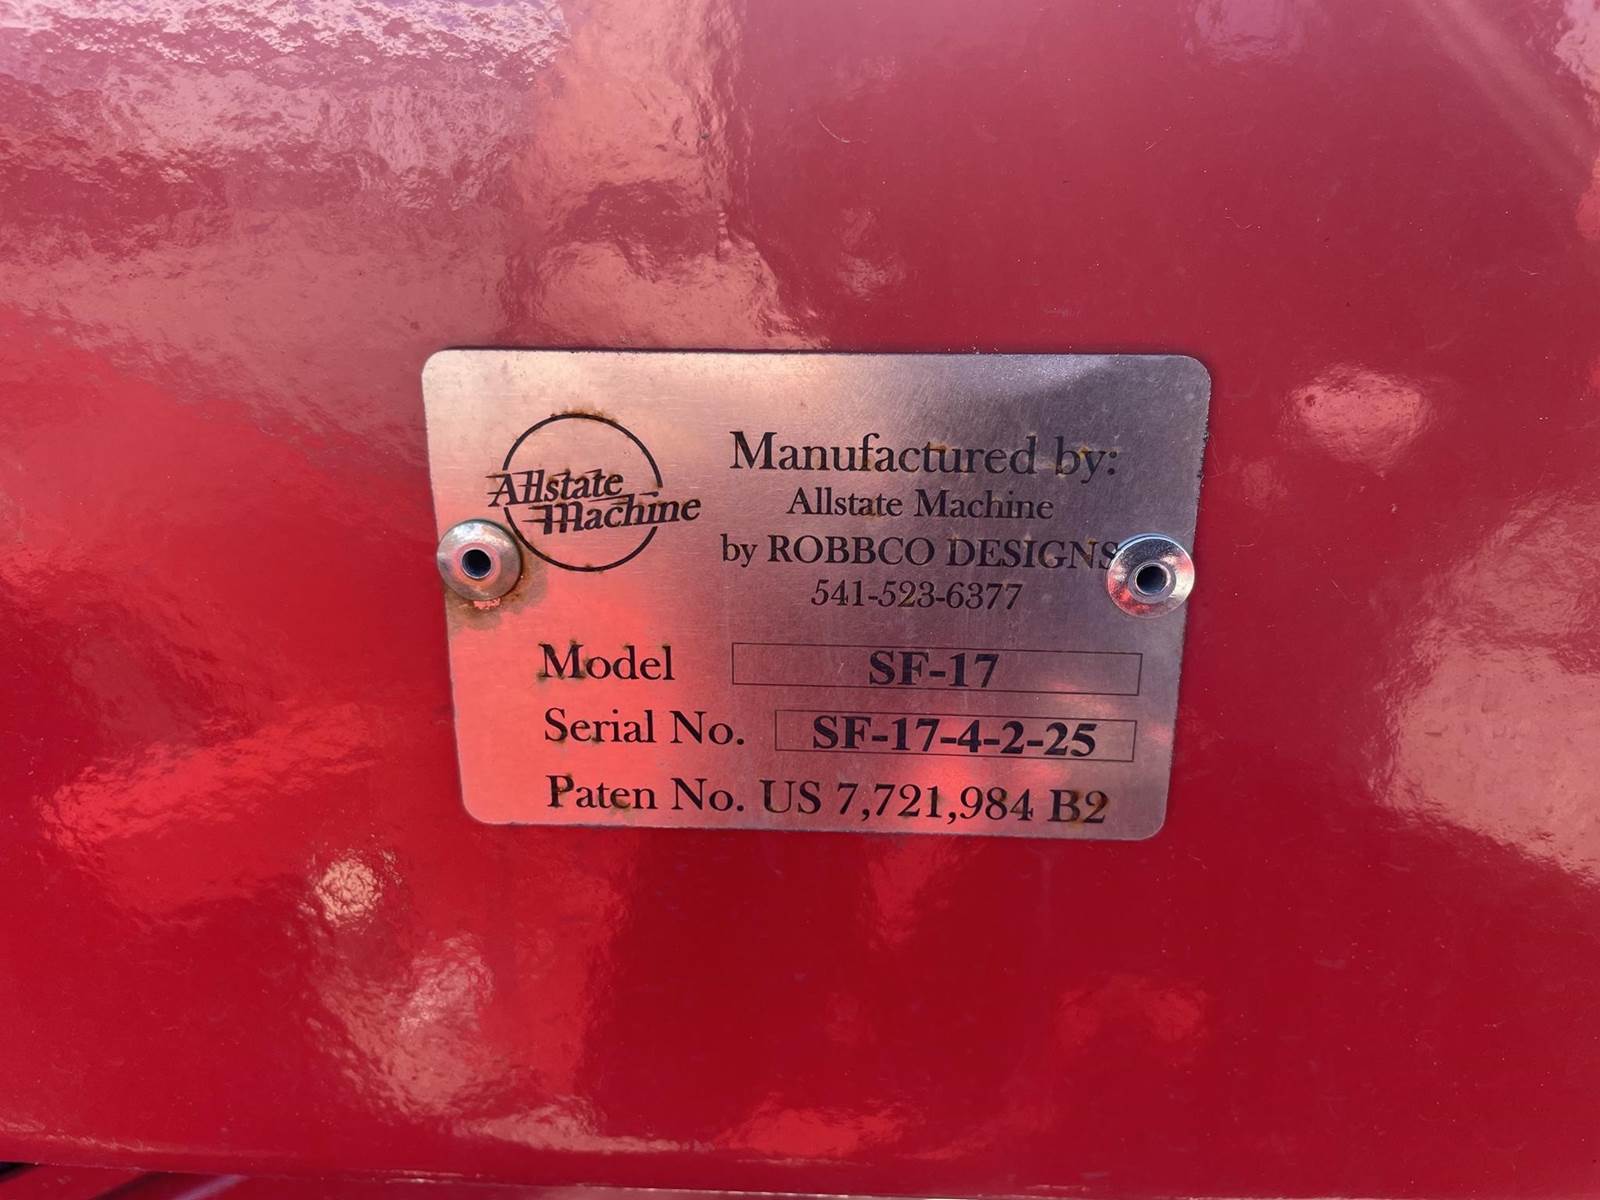 Allstate
Machine
Manufactured by:
Allstate Machine
by ROBBCO DESIGNS
541-523-6377
Model SF-17
Serial No. SF-17-4-2-25
Paten No. US 7,721,984 B2